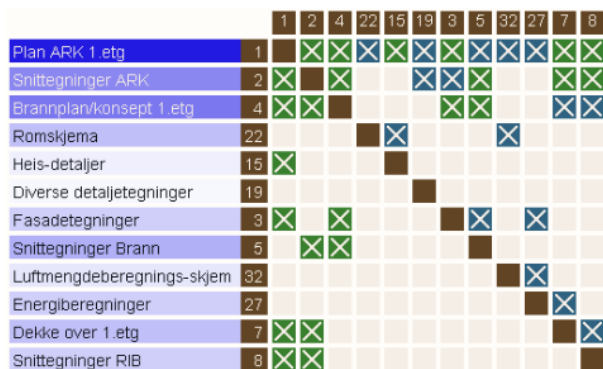 1 2 4 22 15 19 3 5 32 27 7 8
Plan ARK 1.etg 1
Snittegninger ARK 2
Brannplan/konsept 1.etg 4
Romskjema 22
Heis-detaljer 15
Diverse detaljetegninger 19
Fasadetegninger 3
Snittegninger Brann 5
Luftmengdeberegnings-skjem 32
Energiberegninger 27
Dekke over 1.etg 7
Snittegninger RIB 8